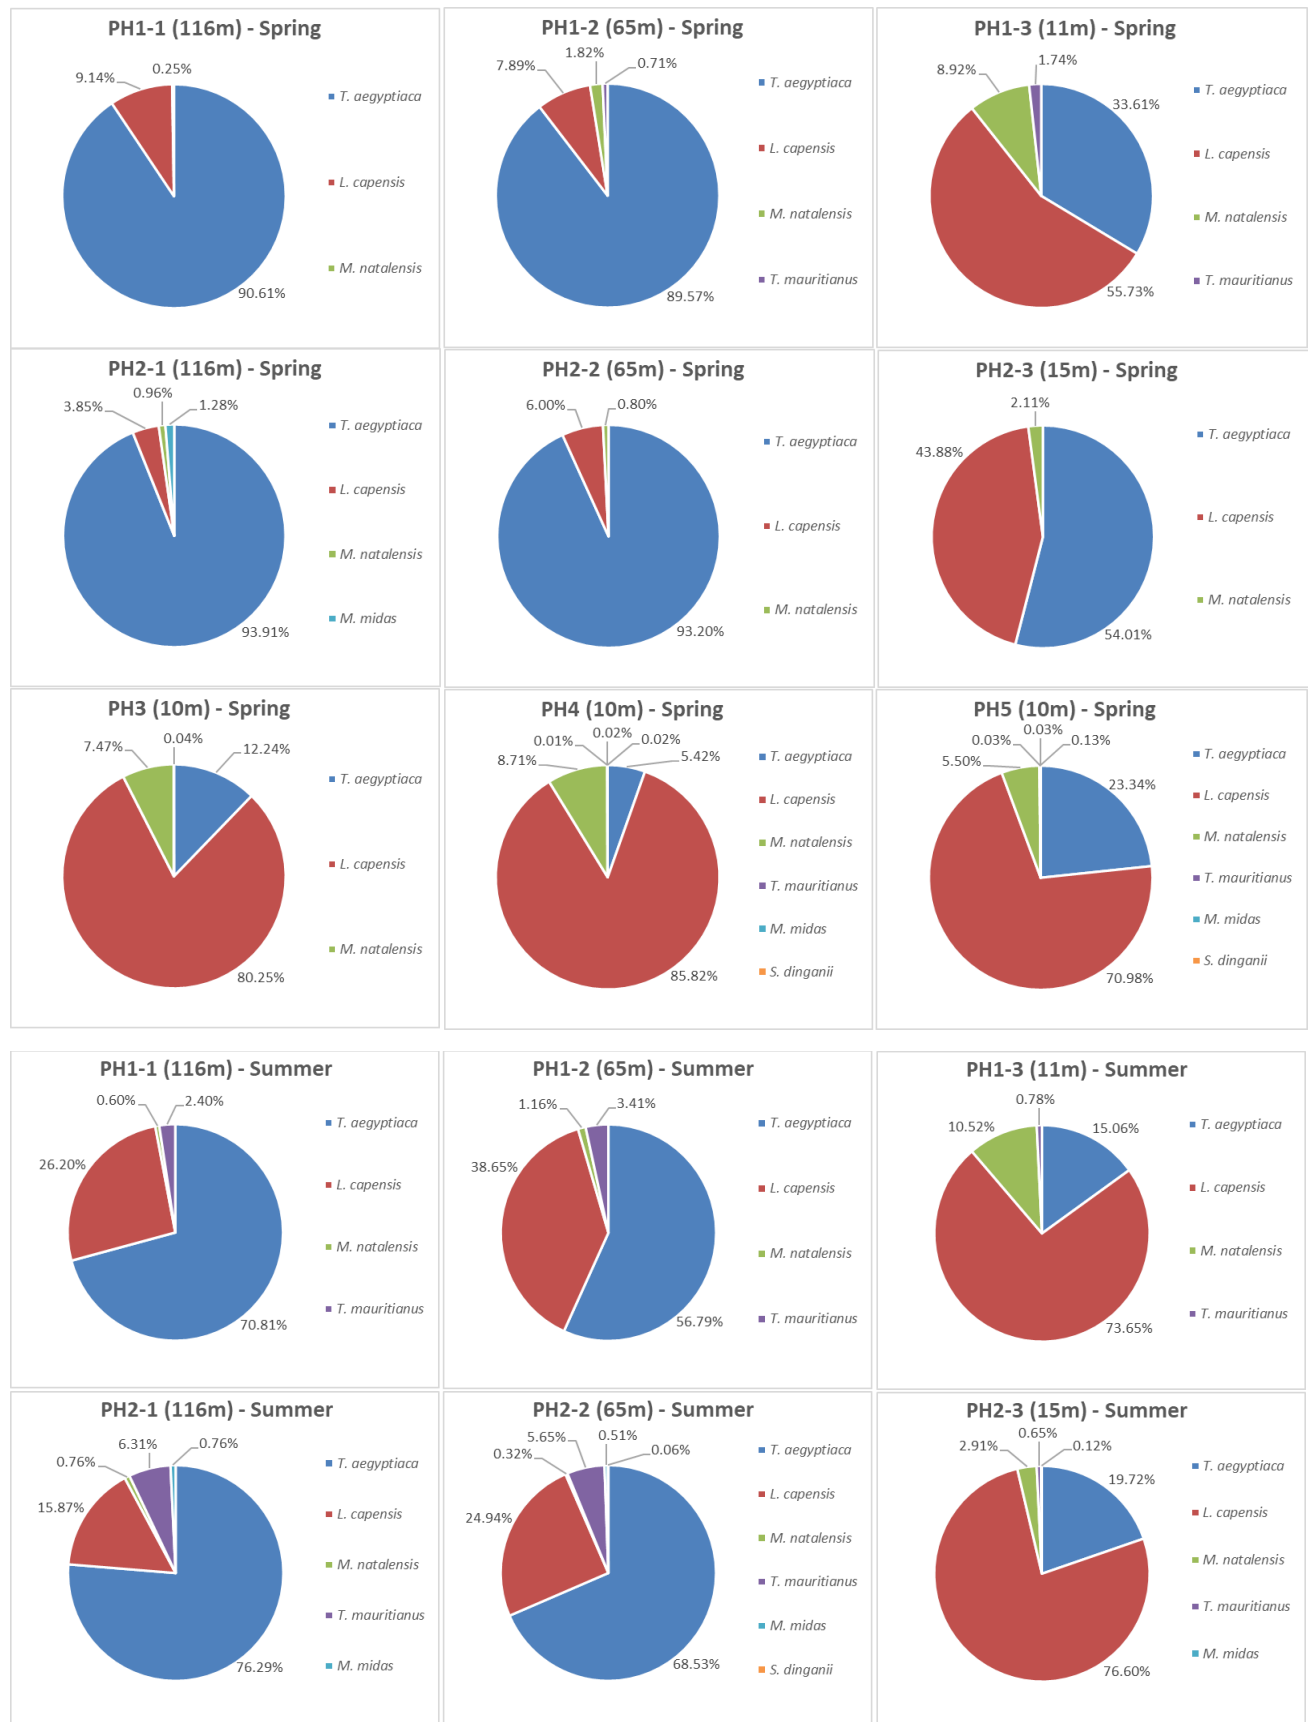 PH1-1 (116m) - Spring
9.14%
0.25%
90.61%
T. aegyptiaca
L. capensis
M. natalensis
PH1-2 (65m) - Spring
7.89%
1.82%
0.71%
89.57%
T. aegyptiaca
L. capensis
M. natalensis
T. mauritianus
PH1-3 (11m) - Spring
8.92%
1.74%
33.61%
55.73%
T. aegyptiaca
L. capensis
M. natalensis
T. mauritianus
PH2-1 (116m) - Spring
3.85%
0.96%
1.28%
93.91%
T. aegyptiaca
L. capensis
M. natalensis
M. midas
PH2-2 (65m) - Spring
6.00%
0.80%
93.20%
T. aegyptiaca
L. capensis
M. natalensis
PH2-3 (15m) - Spring
2.11%
43.88%
54.01%
T. aegyptiaca
L. capensis
M. natalensis
PH3 (10m) - Spring
7.47%
0.04%
12.24%
80.25%
T. aegyptiaca
L. capensis
M. natalensis
PH4 (10m) - Spring
8.71%
0.01%
0.02%
0.02%
5.42%
85.82%
T. aegyptiaca
L. capensis
M. natalensis
T. mauritianus
M. midas
S. dinganii
PH5 (10m) - Spring
5.50%
0.03%
0.03%
0.13%
23.34%
70.98%
T. aegyptiaca
L. capensis
M. natalensis
T. mauritianus
M. midas
S. dinganii
PH1-1 (116m) - Summer
0.60%
2.40%
26.20%
70.81%
T. aegyptiaca
L. capensis
M. natalensis
T. mauritianus
PH1-2 (65m) - Summer
1.16%
3.41%
38.65%
56.79%
T. aegyptiaca
L. capensis
M. natalensis
T. mauritianus
PH1-3 (11m) - Summer
0.78%
10.52%
15.06%
73.65%
T. aegyptiaca
L. capensis
M. natalensis
T. mauritianus
PH2-1 (116m) - Summer
6.31%
0.76%
0.76%
15.87%
76.29%
T. aegyptiaca
L. capensis
M. natalensis
T. mauritianus
M. midas
PH2-2 (65m) - Summer
5.65%
0.51%
0.32%
0.06%
24.94%
68.53%
T. aegyptiaca
L. capensis
M. natalensis
T. mauritianus
M. midas
S. dinganii
PH2-3 (15m) - Summer
0.65%
2.91%
0.12%
19.72%
76.60%
T. aegyptiaca
L. capensis
M. natalensis
T. mauritianus
M. midas